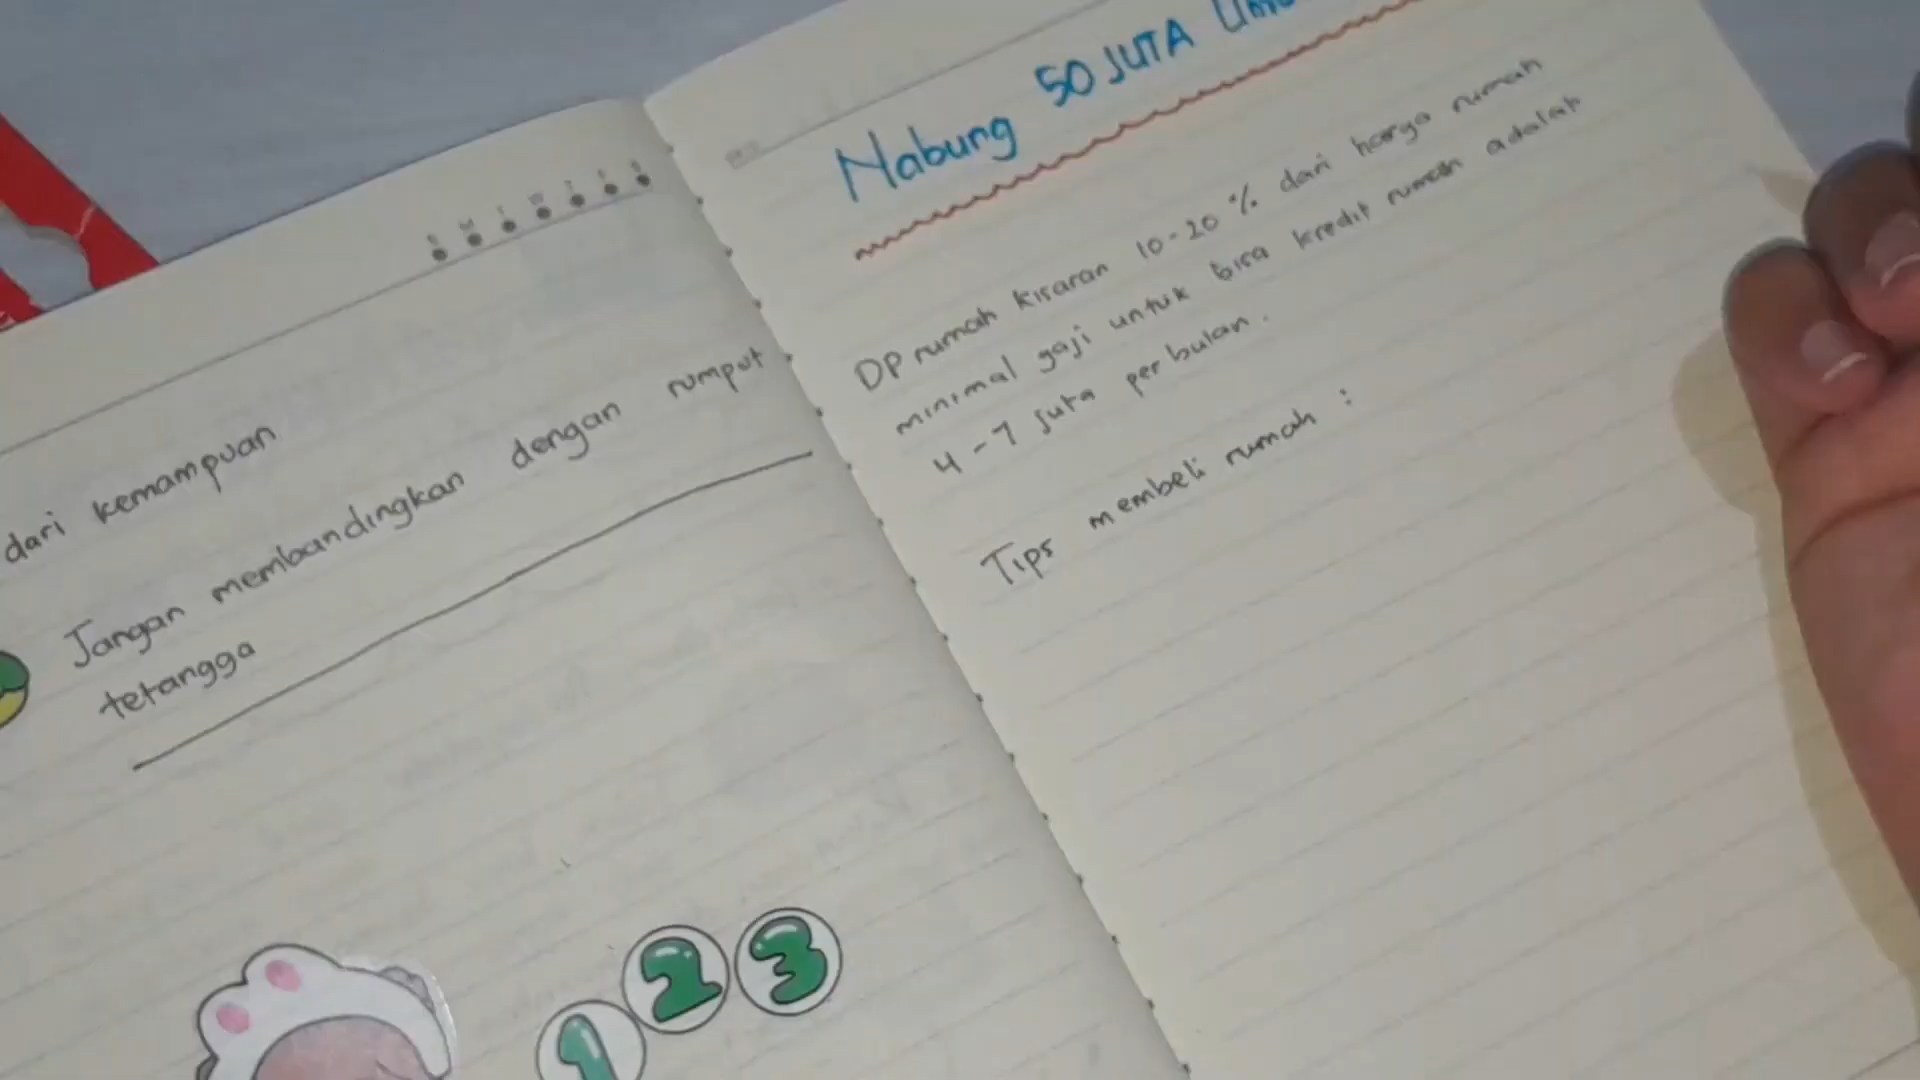 S M T W T F S
dari kemampuan
Jangan membandingkan dengan rumput
tetangga
1 2 3
Nabung 50 JUTA
DP rumah kisaran 10-20 % dari harga rumah
minimal gaji untuk bisa kredit rumah adalah
4-7 juta per bulan.
Tips membeli rumah :